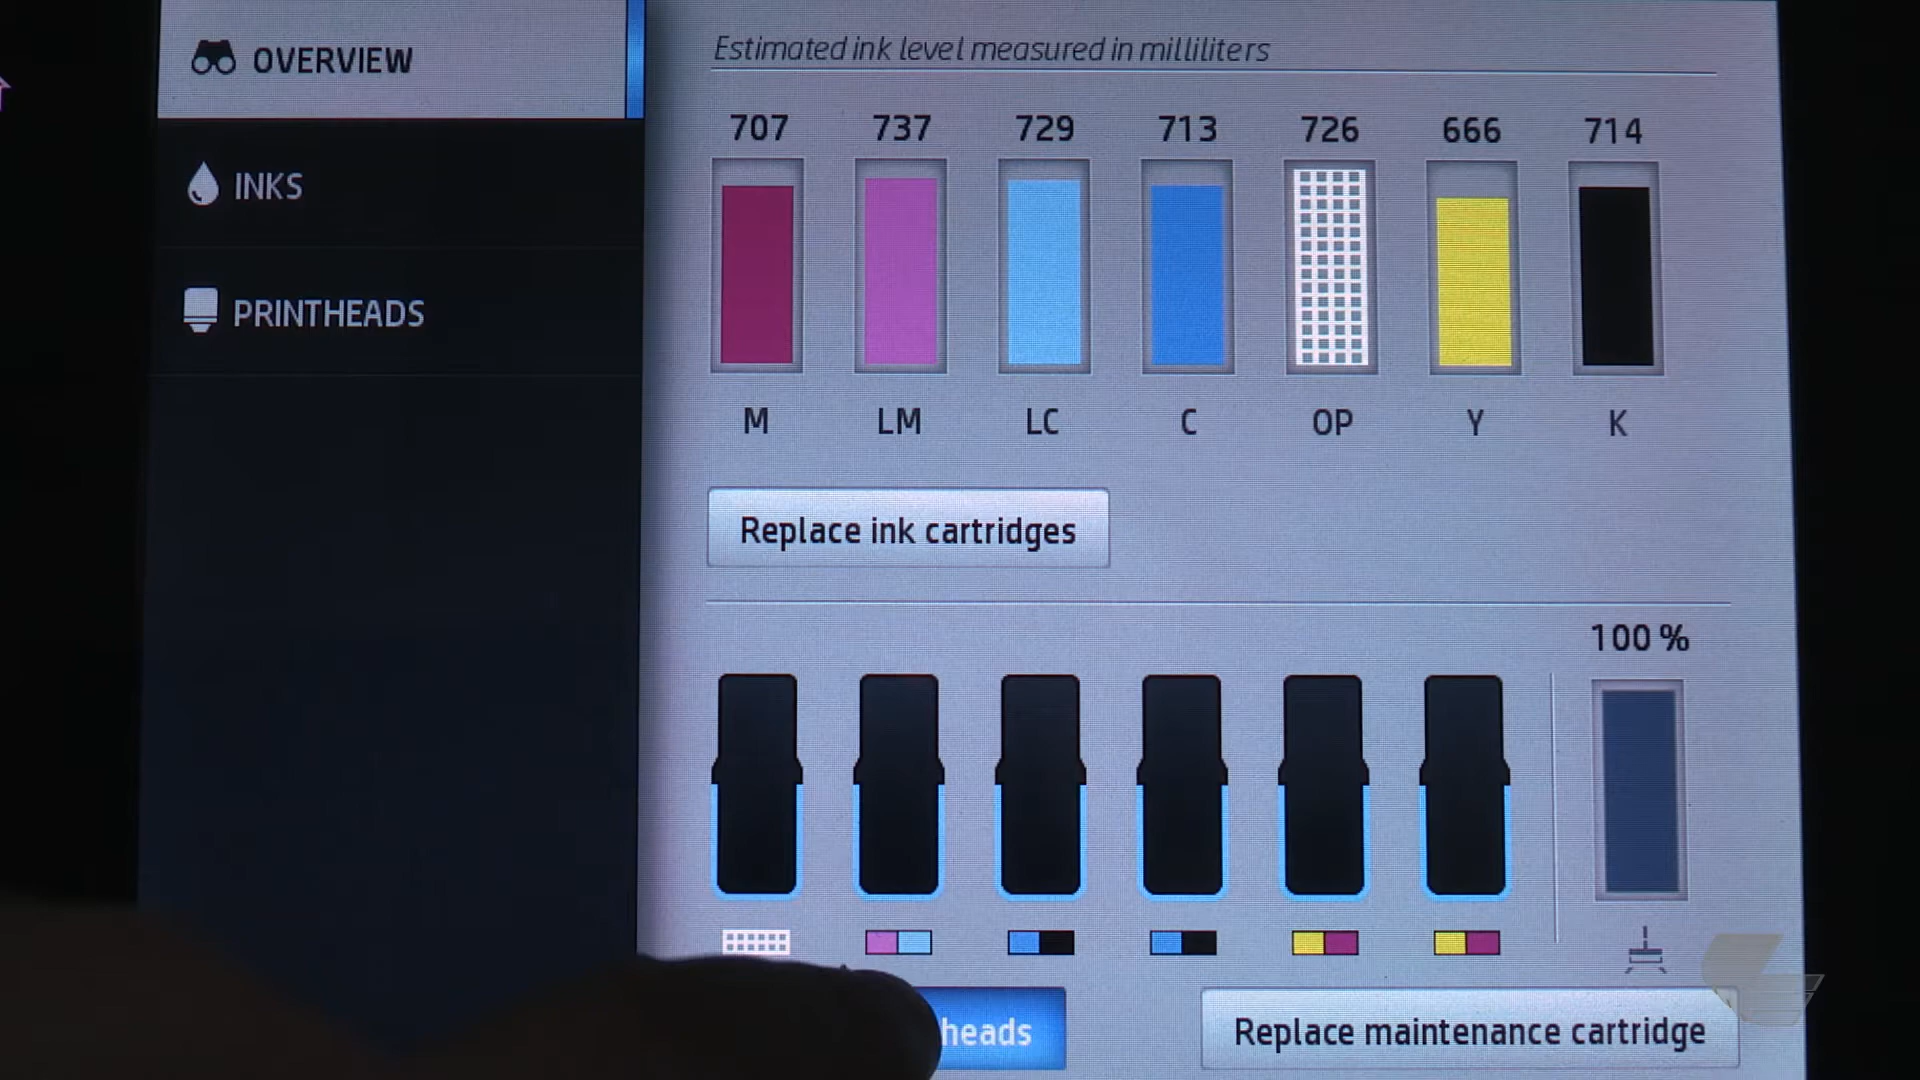 OVERVIEW
INKS
PRINTHEADS
Estimated ink level measured in milliliters
707 737 729 713 726 666 714
M LM LC C OP Y K
Replace ink cartridges
100 %
heads
Replace maintenance cartridge